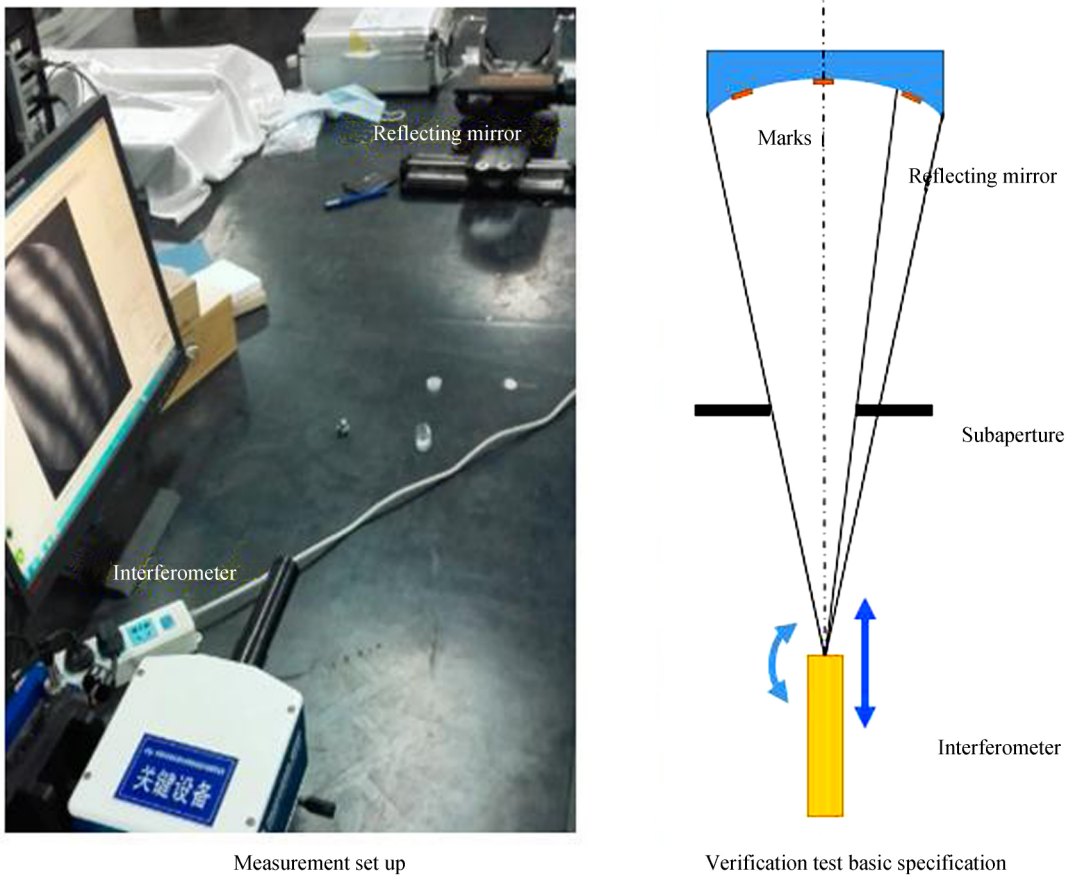 Reflecting mirror
Interferometer
关键设备
Measurement set up
Marks
Reflecting mirror
Subaperture
Interferometer
Verification test basic specification